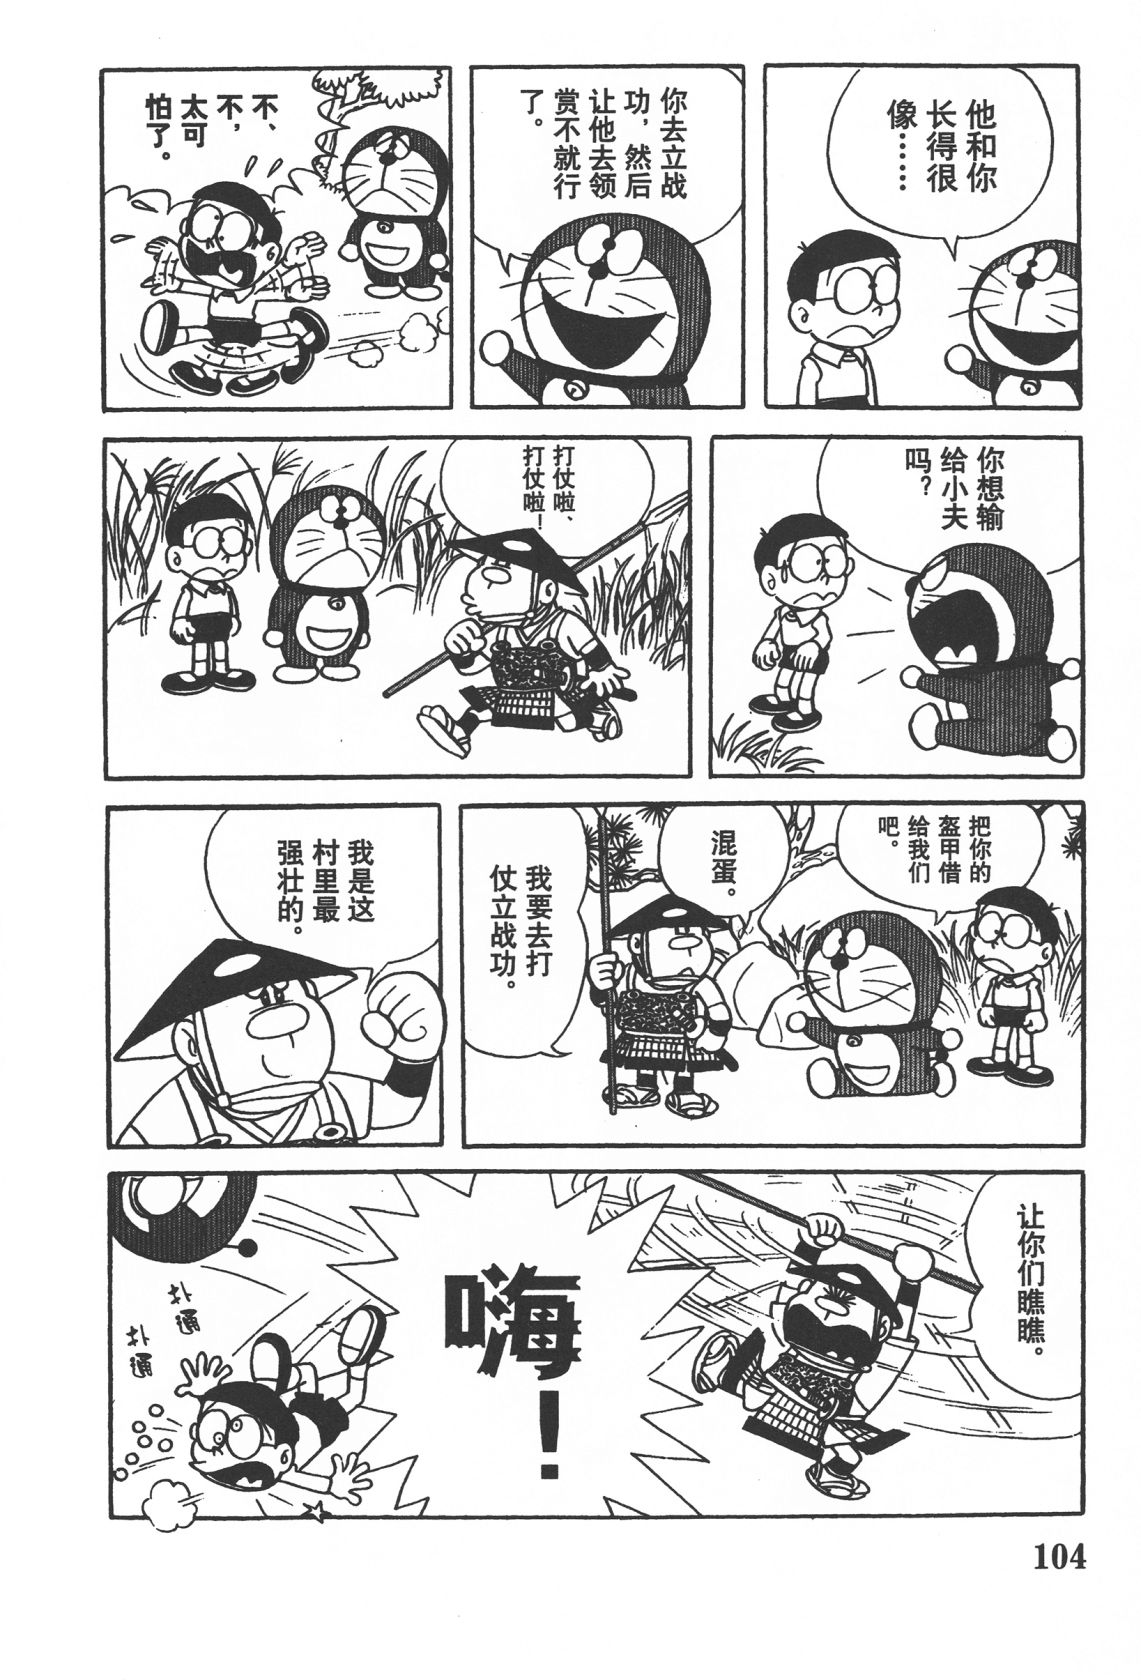 他和你
长得很
像……
你去立战
功，然后
让他去领
赏不就行
了。
不、
不，
太可
怕了。
你想输
给小夫
吗？
打仗啦、
打仗啦！
把你的
盔甲借
给我们
吧。
混蛋。
我要去打
仗立战功。
我是这
村里最
强壮的。
让你们瞧瞧。
嗨！
扑通
扑通
104